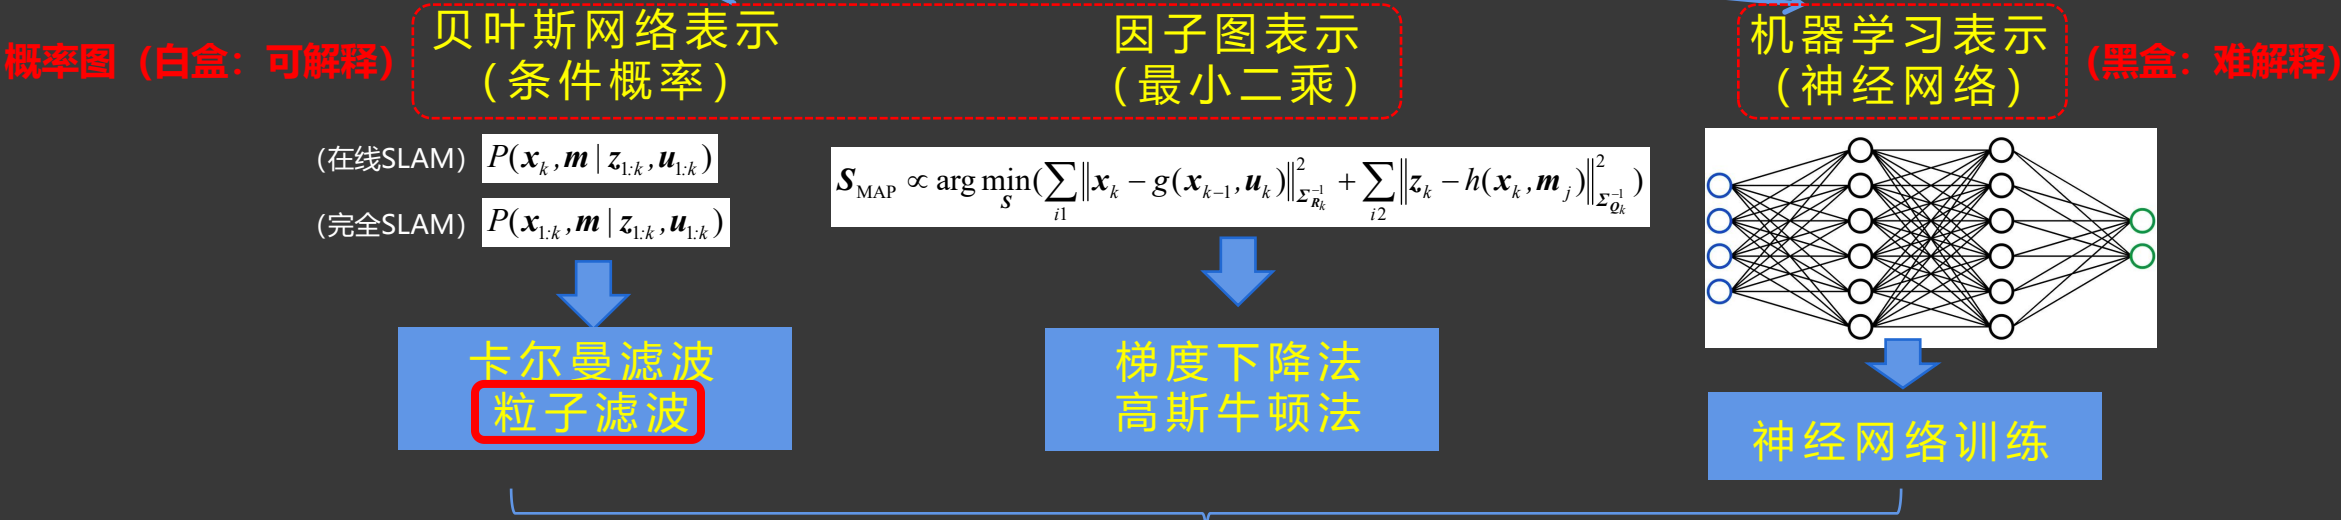 概率图（白盒：可解释）
贝叶斯网络表示
（条件概率）
因子图表示
（最小二乘）
机器学习表示
（神经网络）
（黑盒：难解释）
（在线SLAM） P(x_k, m | z_{1:k}, u_{1:k})
（完全SLAM） P(x_{1:k}, m | z_{1:k}, u_{1:k})
S_MAP ∝ arg min_S (∑_{i1} ‖x_k − g(x_{k−1}, u_k)‖²_{Σ_{R_k}^{−1}} + ∑_{i2} ‖z_k − h(x_k, m_j)‖²_{Σ_{Q_k}^{−1}})
卡尔曼滤波
粒子滤波
梯度下降法
高斯牛顿法
神经网络训练